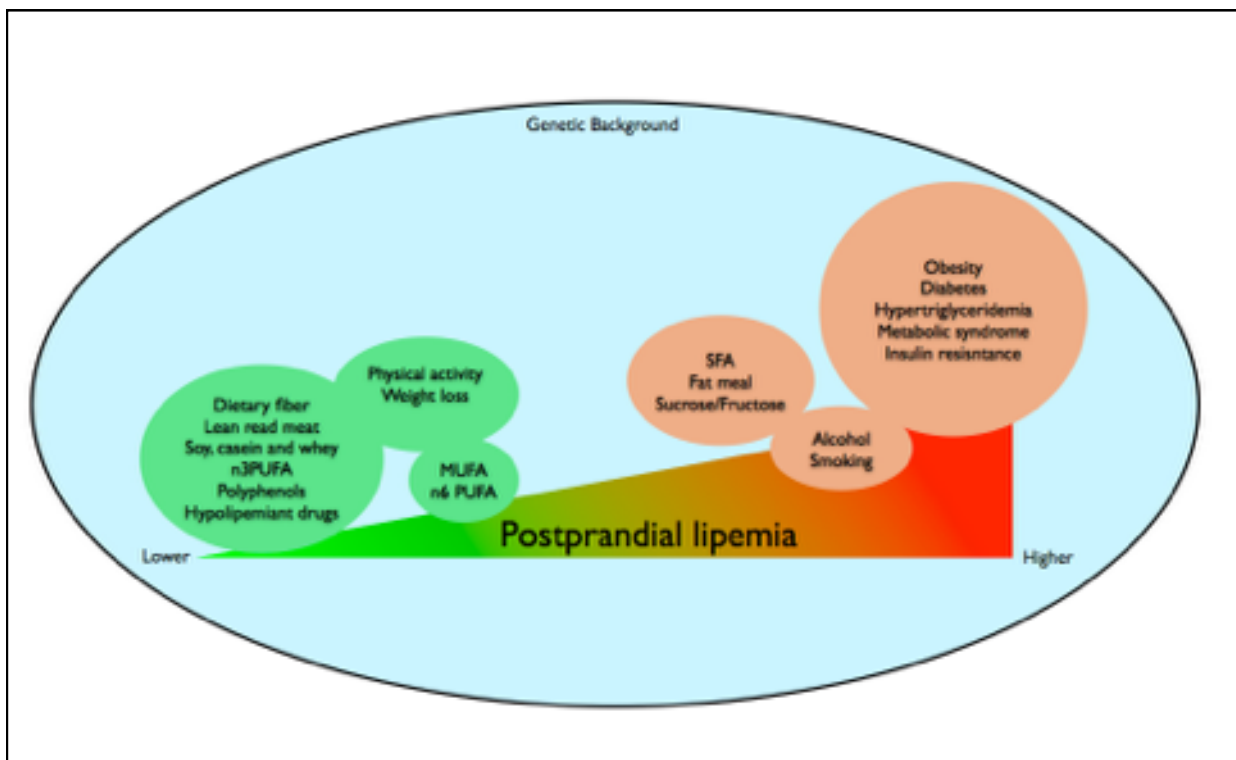 Genetic Background
Obesity
Diabetes
Hypertriglyceridemia
Metabolic syndrome
Insulin resisntance
SFA
Fat meal
Sucrose/Fructose
Physical activity
Weight loss
Dietary fiber
Lean read meat
Soy, casein and whey
n3PUFA
Polyphenols
Hypolipemiant drugs
MUFA
n6 PUFA
Alcohol
Smoking
Postprandial lipemia
Lower
Higher